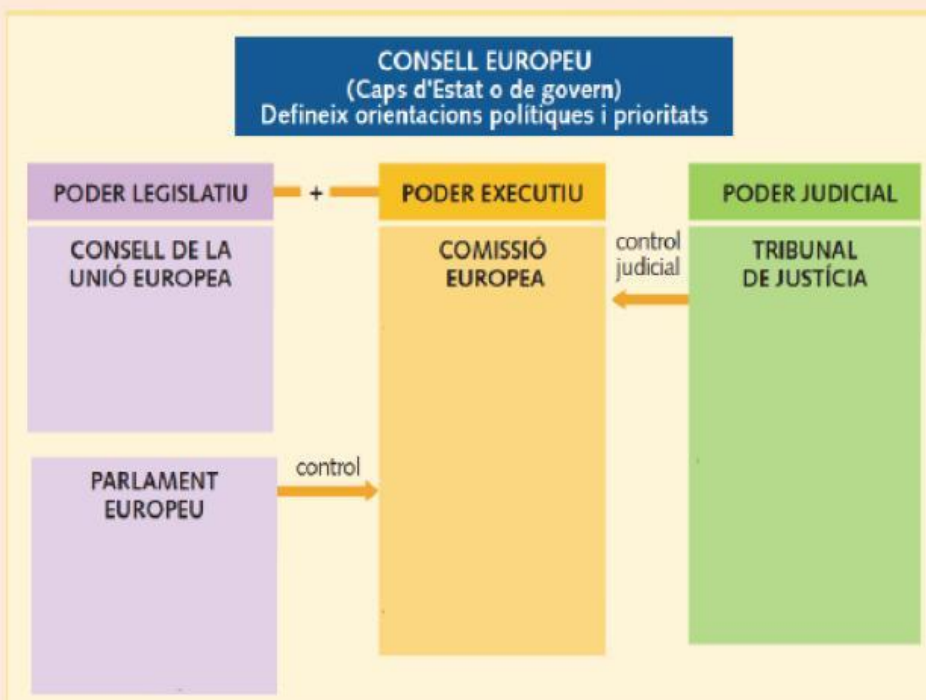 CONSELL EUROPEU
(Caps d'Estat o de govern)
Defineix orientacions polítiques i prioritats
PODER LEGISLATIU
+
PODER EXECUTIU
PODER JUDICIAL
CONSELL DE LA
UNIÓ EUROPEA
COMISSIÓ
EUROPEA
control
judicial
TRIBUNAL
DE JUSTÍCIA
PARLAMENT
EUROPEU
control